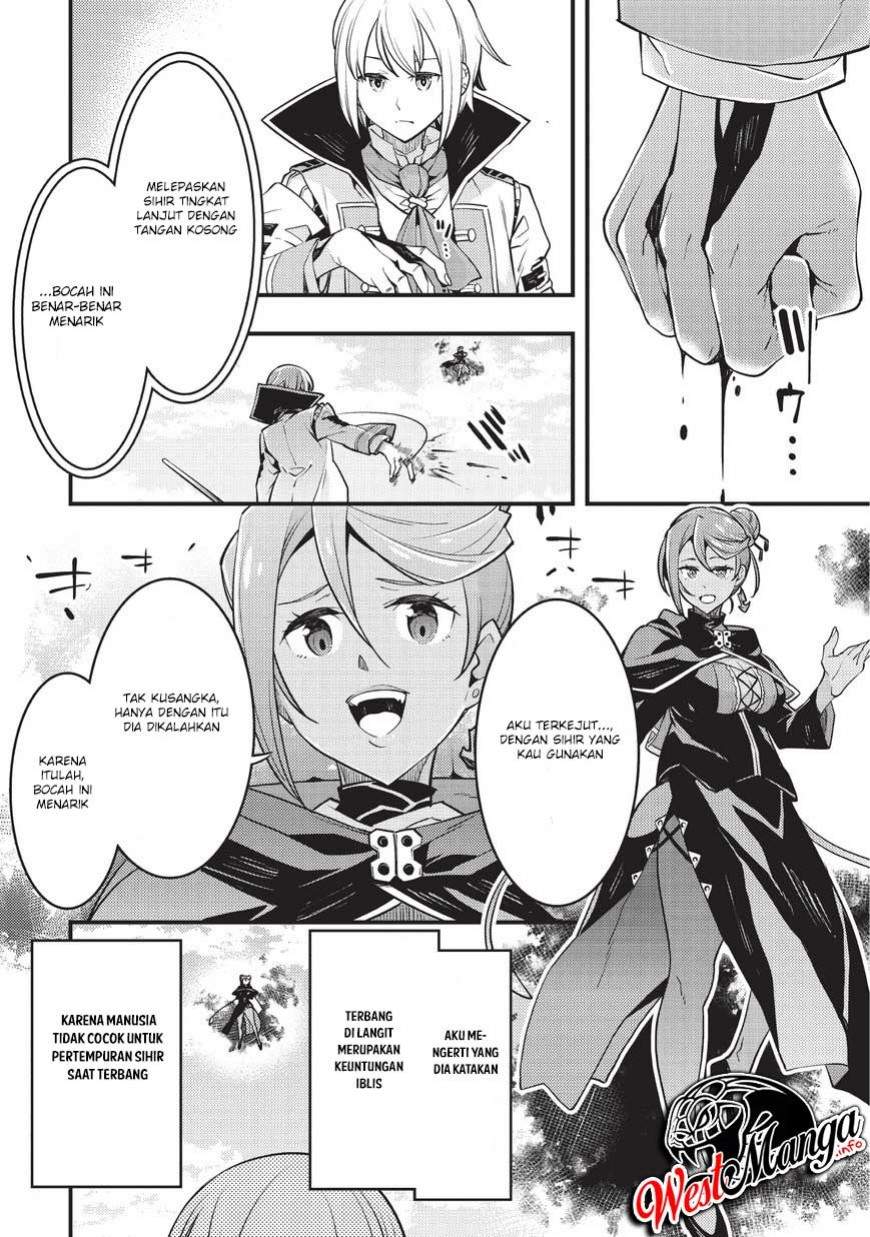 MELEPASKAN
SIHIR TINGKAT
LANJUT DENGAN
TANGAN KOSONG
...BOCAH INI
BENAR-BENAR
MENARIK
ウ...
AKU TERKEJUT...,
DENGAN SIHIR YANG
KAU GUNAKAN
TAK KUSANGKA,
HANYA DENGAN ITU
DIA DIKALAHKAN
KARENA
ITULAH,
BOCAH INI
MENARIK
AKU ME-
NGERTI YANG
DIA KATAKAN
TERBANG
DI LANGIT
MERUPAKAN
KEUNTUNGAN
IBLIS
KARENA MANUSIA
TIDAK COCOK UNTUK
PERTEMPURAN SIHIR
SAAT TERBANG
WestManga
.info